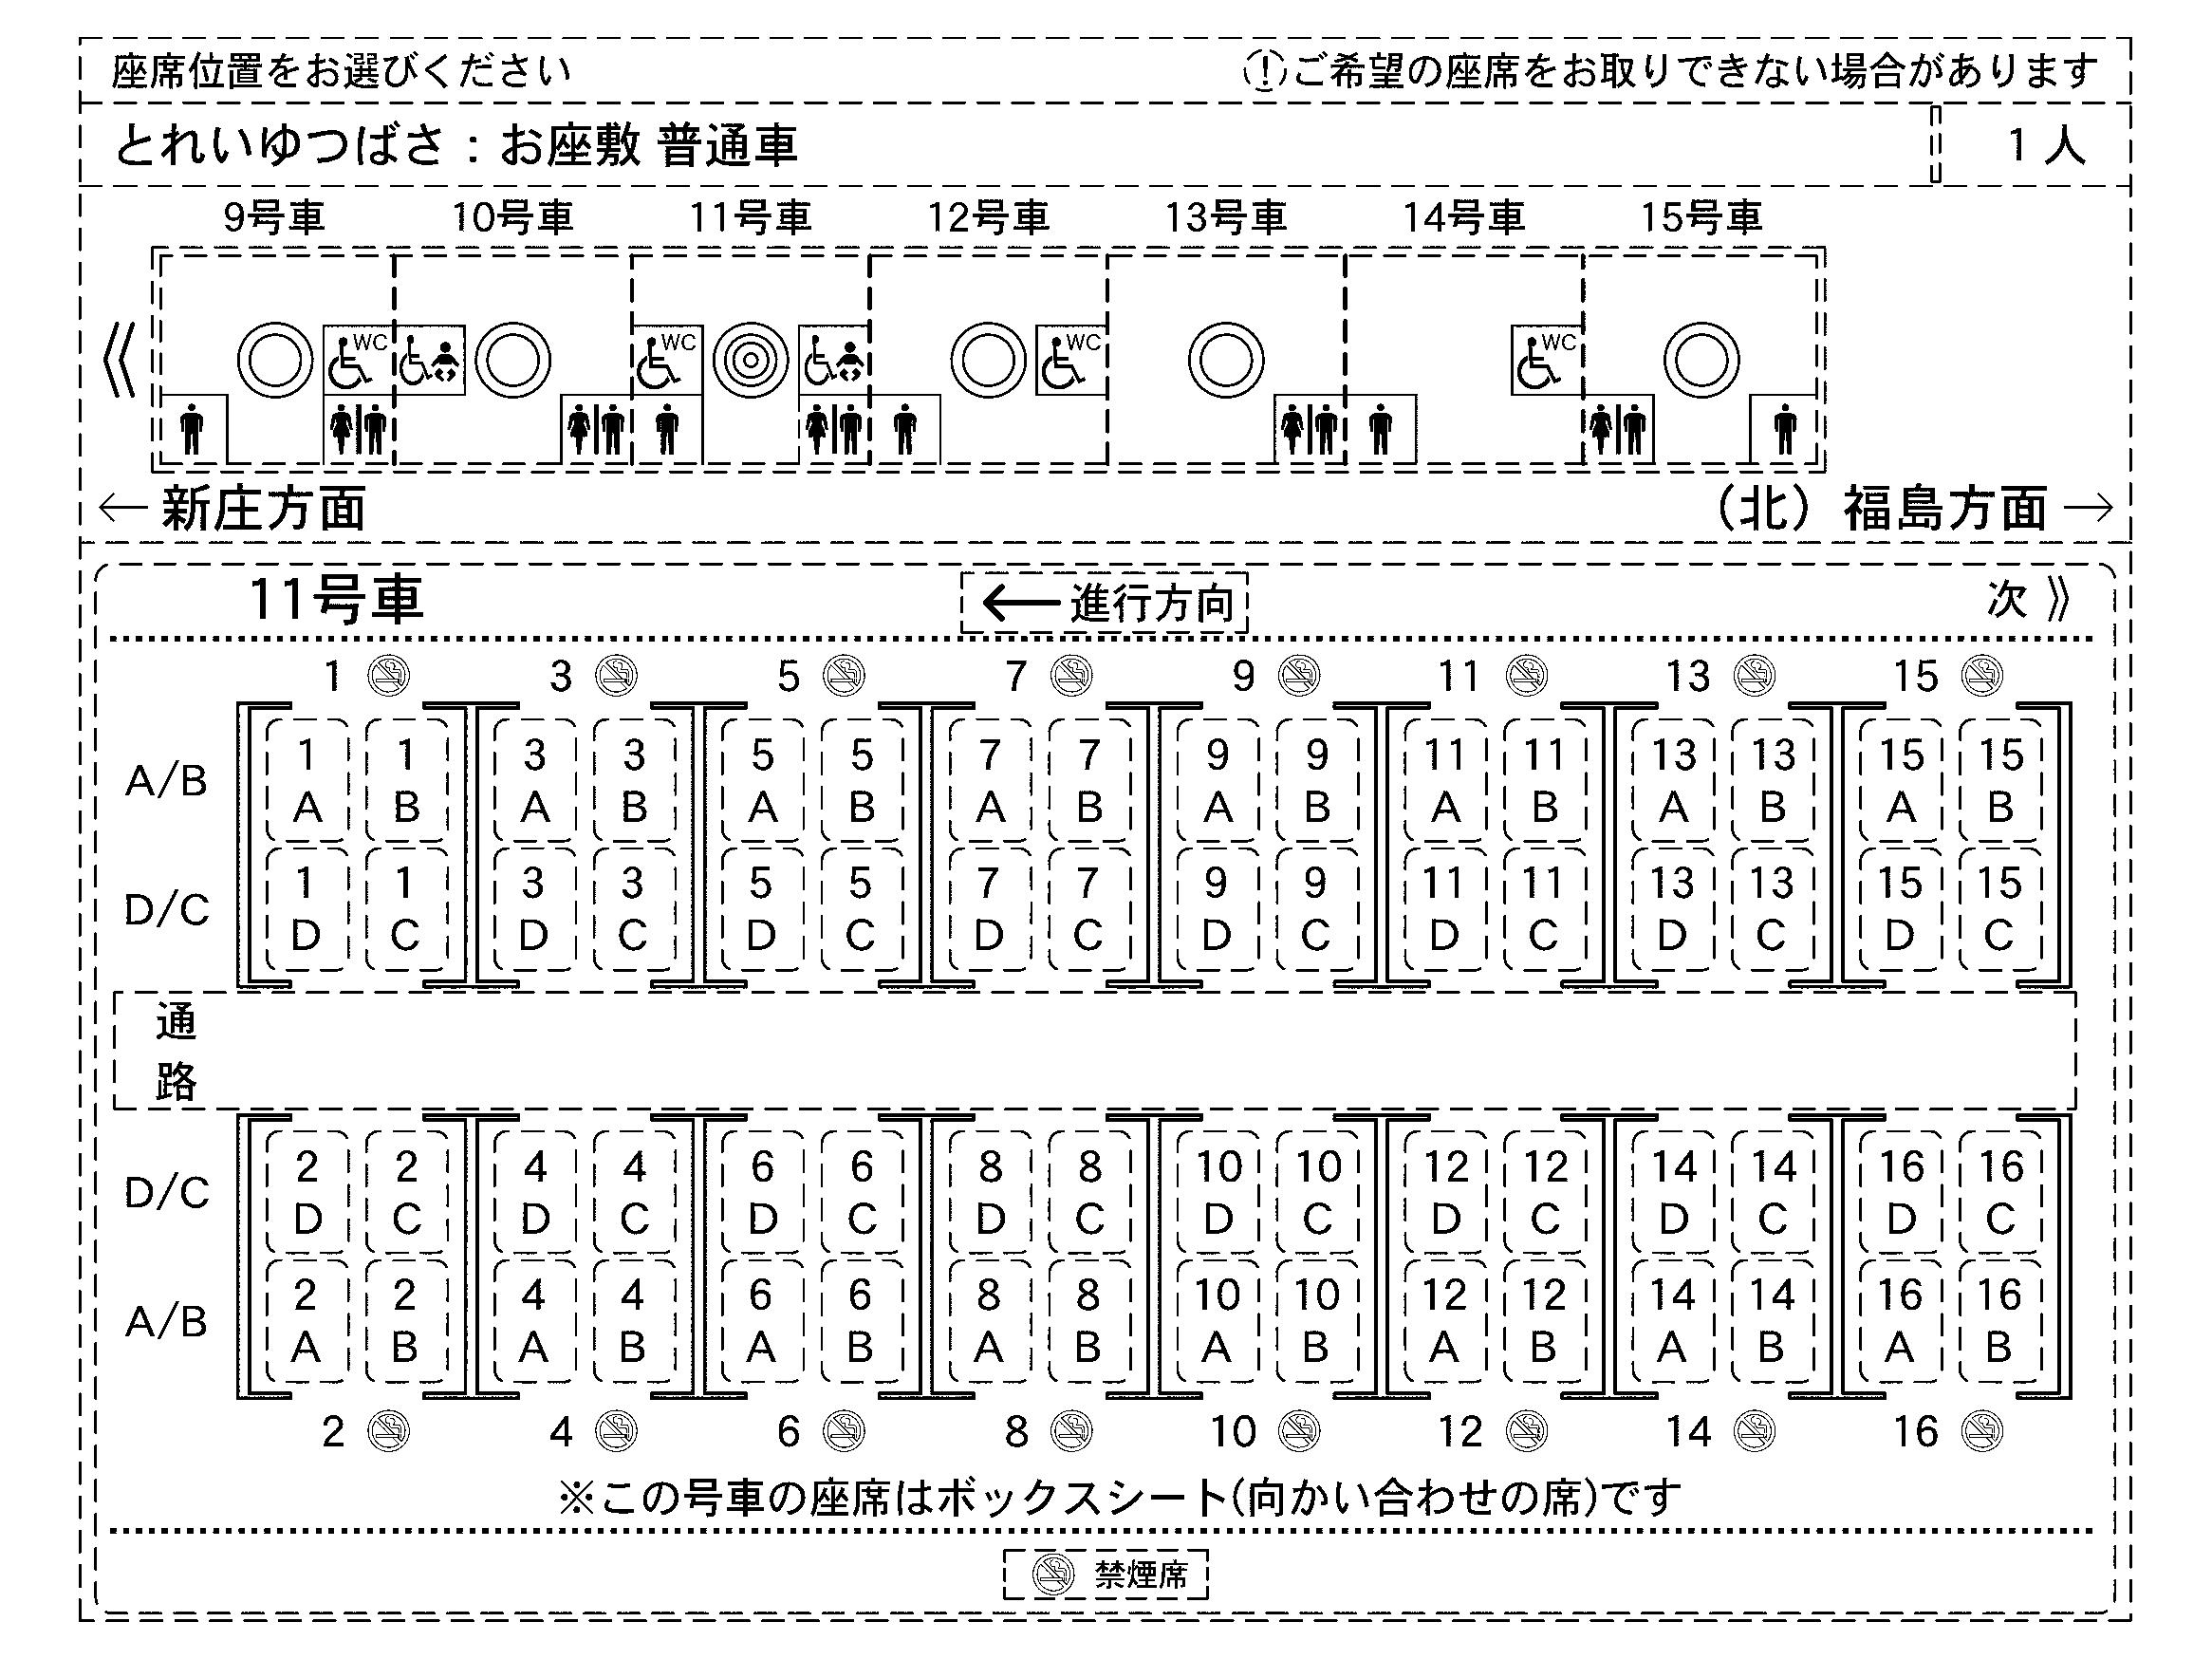 座席位置をお選びください
!ご希望の座席をお取りできない場合があります
とれいゆつばさ：お座敷 普通車
1人
9号車 10号車 11号車 12号車 13号車 14号車 15号車
《
WC WC WC WC
←新庄方面
（北）福島方面→
11号車
←進行方向
次》
1 3 5 7 9 11 13 15
A/B
1A 1B 3A 3B 5A 5B 7A 7B 9A 9B 11A 11B 13A 13B 15A 15B
D/C
1D 1C 3D 3C 5D 5C 7D 7C 9D 9C 11D 11C 13D 13C 15D 15C
通路
D/C
2D 2C 4D 4C 6D 6C 8D 8C 10D 10C 12D 12C 14D 14C 16D 16C
A/B
2A 2B 4A 4B 6A 6B 8A 8B 10A 10B 12A 12B 14A 14B 16A 16B
2 4 6 8 10 12 14 16
※この号車の座席はボックスシート(向かい合わせの席)です
禁煙席